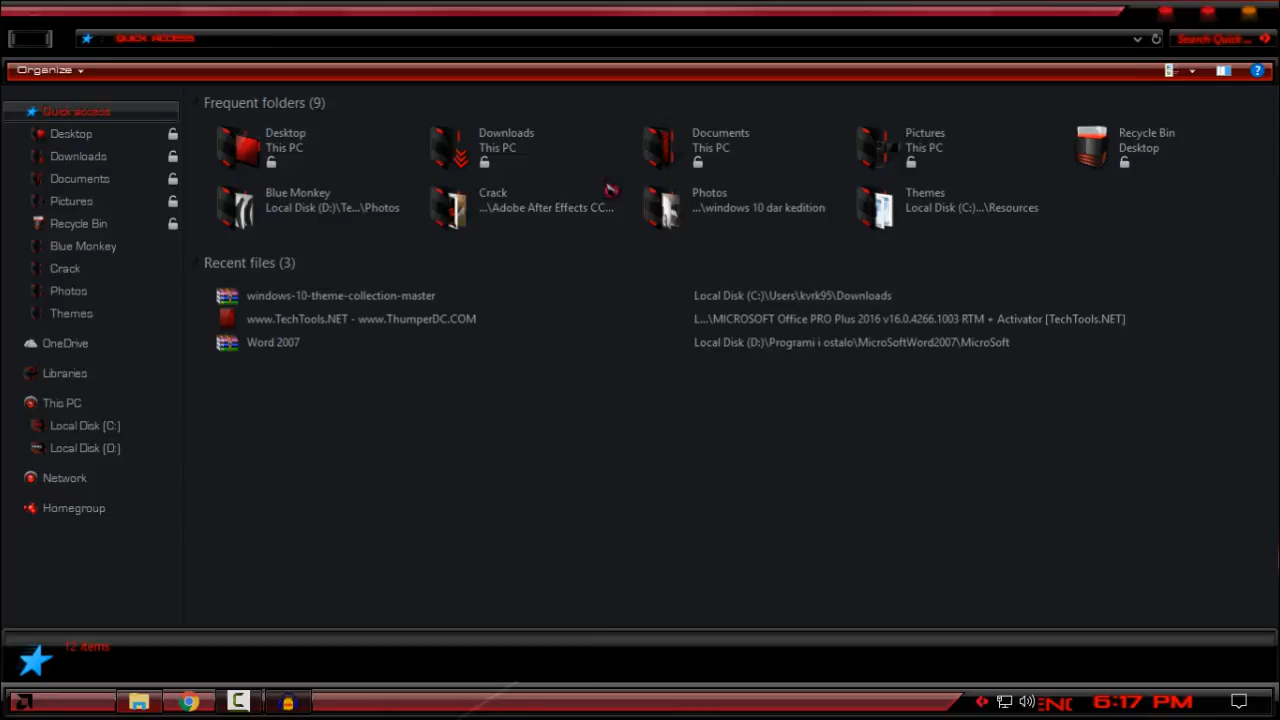 Quick access
Search Quick ...
Organize
Quick access
Desktop
Downloads
Documents
Pictures
Recycle Bin
Blue Monkey
Crack
Photos
Themes
OneDrive
Libraries
This PC
Local Disk (C:)
Local Disk (D:)
Network
Homegroup
Frequent folders (9)
Desktop
This PC
Downloads
This PC
Documents
This PC
Pictures
This PC
Recycle Bin
Desktop
Blue Monkey
Local Disk (D:)\Te...\Photos
Crack
...\Adobe After Effects CC...
Photos
...\windows 10 dar kedition
Themes
Local Disk (C:)...\Resources
Recent files (3)
windows-10-theme-collection-master Local Disk (C:)\Users\kvrk95\Downloads
www.TechTools.NET - www.ThumperDC.COM L...\MICROSOFT Office PRO Plus 2016 v16.0.4266.1003 RTM + Activator [TechTools.NET]
Word 2007 Local Disk (D:)\Programi i ostalo\MicroSoftWord2007\MicroSoft
12 items
6:17 PM